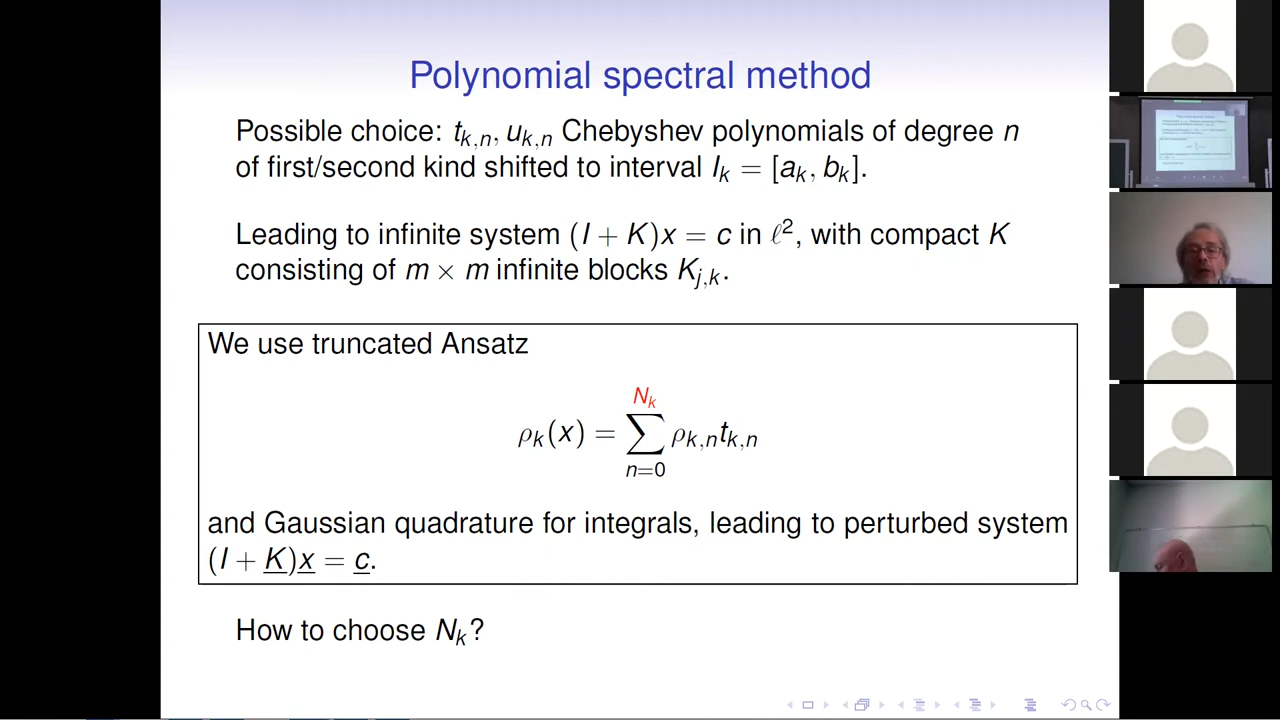 Polynomial spectral method
Possible choice: t_{k,n}, u_{k,n} Chebyshev polynomials of degree n
of first/second kind shifted to interval I_k = [a_k, b_k].
Leading to infinite system (I + K)x = c in ℓ², with compact K
consisting of m × m infinite blocks K_{j,k}.
We use truncated Ansatz
ρ_k(x) = ∑_{n=0}^{N_k} ρ_{k,n} t_{k,n}
and Gaussian quadrature for integrals, leading to perturbed system
(I + K̲)x̲ = c̲.
How to choose N_k?